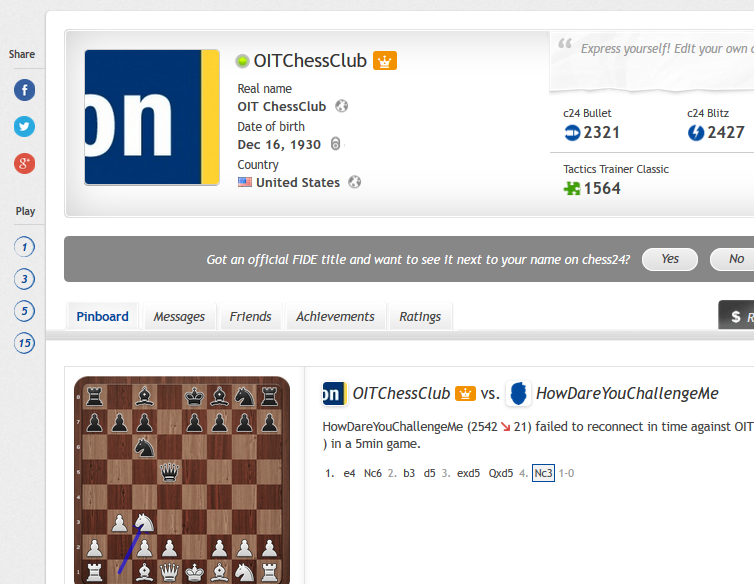 Share
f
g+
Play
1
3
5
15
on
OITChessClub
Real name
OIT ChessClub
Date of birth
Dec 16, 1930
Country
United States
“ Express yourself! Edit your own
c24 Bullet
2321
c24 Blitz
2427
Tactics Trainer Classic
1564
Got an official FIDE title and want to see it next to your name on chess24? Yes No
Pinboard Messages Friends Achievements Ratings
$ R
8
7
6
5
4
3
2
1
on OITChessClub vs. HowDareYouChallengeMe
HowDareYouChallengeMe (2542 ↘ 21) failed to reconnect in time against OIT
) in a 5min game.
1. e4 Nc6 2. b3 d5 3. exd5 Qxd5 4. Nc3 1-0